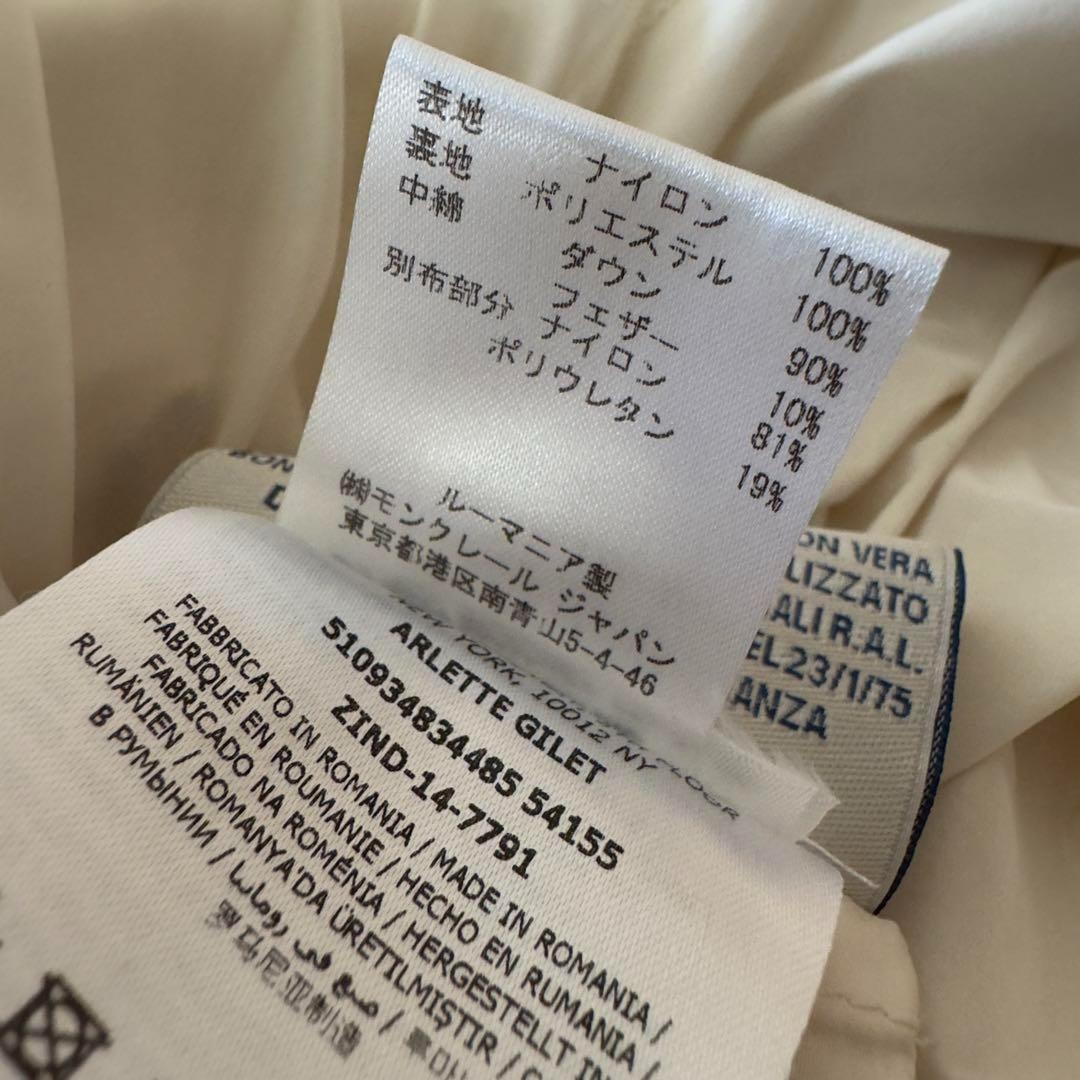 表地 ナイロン 100%
裏地 ポリエステル 100%
中綿 ダウン 90%
フェザー 10%
別布部分 ナイロン 81%
ポリウレタン 19%
ルーマニア製
㈱モンクレール ジャパン
東京都港区南青山5-4-46
ON VERA
LIZZATO
ALI R.A.L.
EL 23/1/75
ANZA
YORK, 10012 NY
ARLETTE GILET
510934834485 54155
ZIND-14-7791
FABBRICATO IN ROMANIA / MADE IN ROMANIA /
FABRIQUÉ EN ROUMANIE / HECHO EN RUMANIA /
FABRICADO NA ROMÉNIA / HERGESTELLT IN
RUMÄNIEN / ROMANYA'DA ÜRETILMIŞTIR /
В РУМЫНИИ / صنع في رومانيا /
罗马尼亚制造